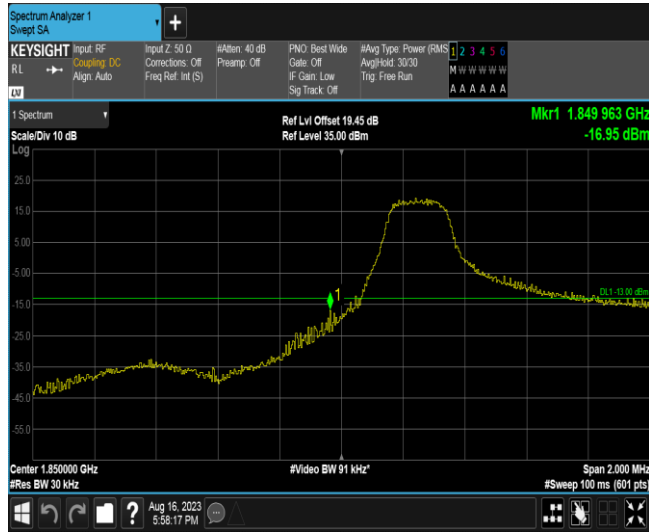 Spectrum Analyzer 1
Swept SA
KEYSIGHT
RL
LXI
Input: RF
Coupling: DC
Align: Auto
Input Z: 50 Ω
Corrections: Off
Freq Ref: Int (S)
#Atten: 40 dB
Preamp: Off
PNO: Best Wide
Gate: Off
IF Gain: Low
Sig Track: Off
#Avg Type: Power (RMS
Avg|Hold: 30/30
Trig: Free Run
1 2 3 4 5 6
M W W W W W
A A A A A A
1 Spectrum
Scale/Div 10 dB
Log
Ref Lvl Offset 19.45 dB
Ref Level 35.00 dBm
Mkr1 1.849 963 GHz
-16.95 dBm
25.0
15.0
5.00
-5.00
-15.0
-25.0
-35.0
-45.0
-55.0
1
DL1 -13.00 dBm
Center 1.850000 GHz
#Res BW 30 kHz
#Video BW 91 kHz*
Span 2.000 MHz
#Sweep 100 ms (601 pts)
?
Aug 16, 2023
5:58:17 PM